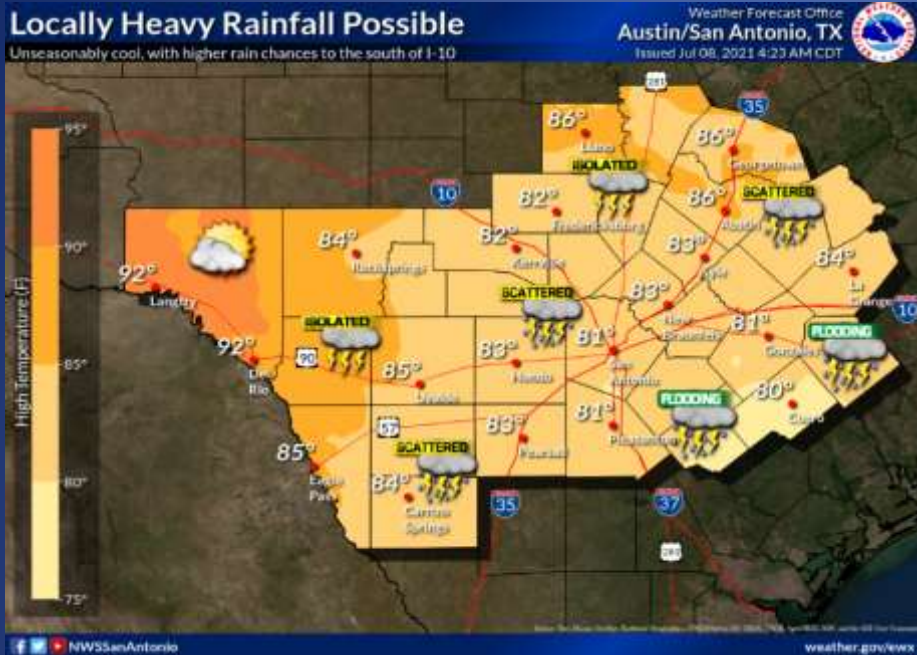 Locally Heavy Rainfall Possible
Unseasonably cool, with higher rain chances to the south of I-10
Weather Forecast Office
Austin/San Antonio, TX
Issued Jul 08, 2021 4:23 AM CDT
High Temperature (F)
95°
90°
85°
80°
75°
281
35
86°
Llano
86°
Georgetown
ISOLATED
10
82°
Fredericksburg
86°
Austin
SCATTERED
84°
Rocksprings
82°
Kerrville
83°
Kyle
84°
La
Grange
92°
Langtry
SCATTERED
83°
New
Braunfels
10
ISOLATED
81°
San
Antonio
81°
Gonzales
FLOODING
92°
Del
Rio
90
85°
Uvalde
83°
Hondo
FLOODING
80°
Cuero
57
83°
Pearsall
81°
Pleasanton
SCATTERED
85°
Eagle
Pass
84°
Carrizo
Springs
35
37
NWSSanAntonio
weather.gov/ewx